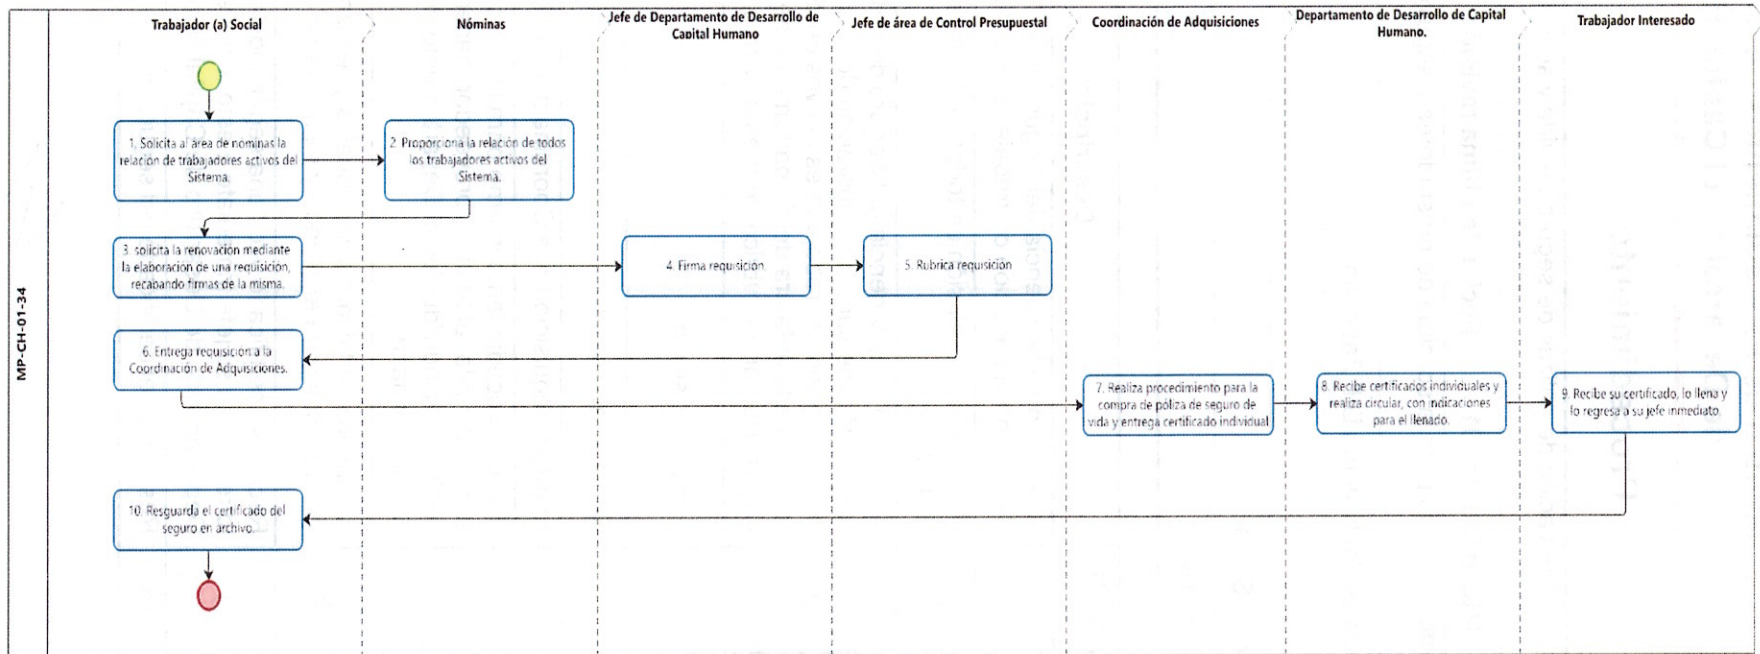 Trabajador (a) Social
Nóminas
Jefe de Departamento de Desarrollo de
Capital Humano
Jefe de área de Control Presupuestal
Coordinación de Adquisiciones
Departamento de Desarrollo de Capital
Humano.
Trabajador Interesado
MP-CH-01-34
1. Solicita al área de nominas la
relación de trabajadores activos del
Sistema.
2. Proporciona la relación de todos
los trabajadores activos del
Sistema.
3. solicita la renovación mediante
la elaboración de una requisición,
recabando firmas de la misma.
4. Firma requisición
5. Rubrica requisición
6. Entrega requisición a la
Coordinación de Adquisiciones.
7. Realiza procedimiento para la
compra de póliza de seguro de
vida y entrega certificado individual
8. Recibe certificados individuales y
realiza circular, con indicaciones
para el llenado.
9. Recibe su certificado, lo llena y
lo regresa a su jefe inmediato.
10. Resguarda el certificado del
seguro en archivo.